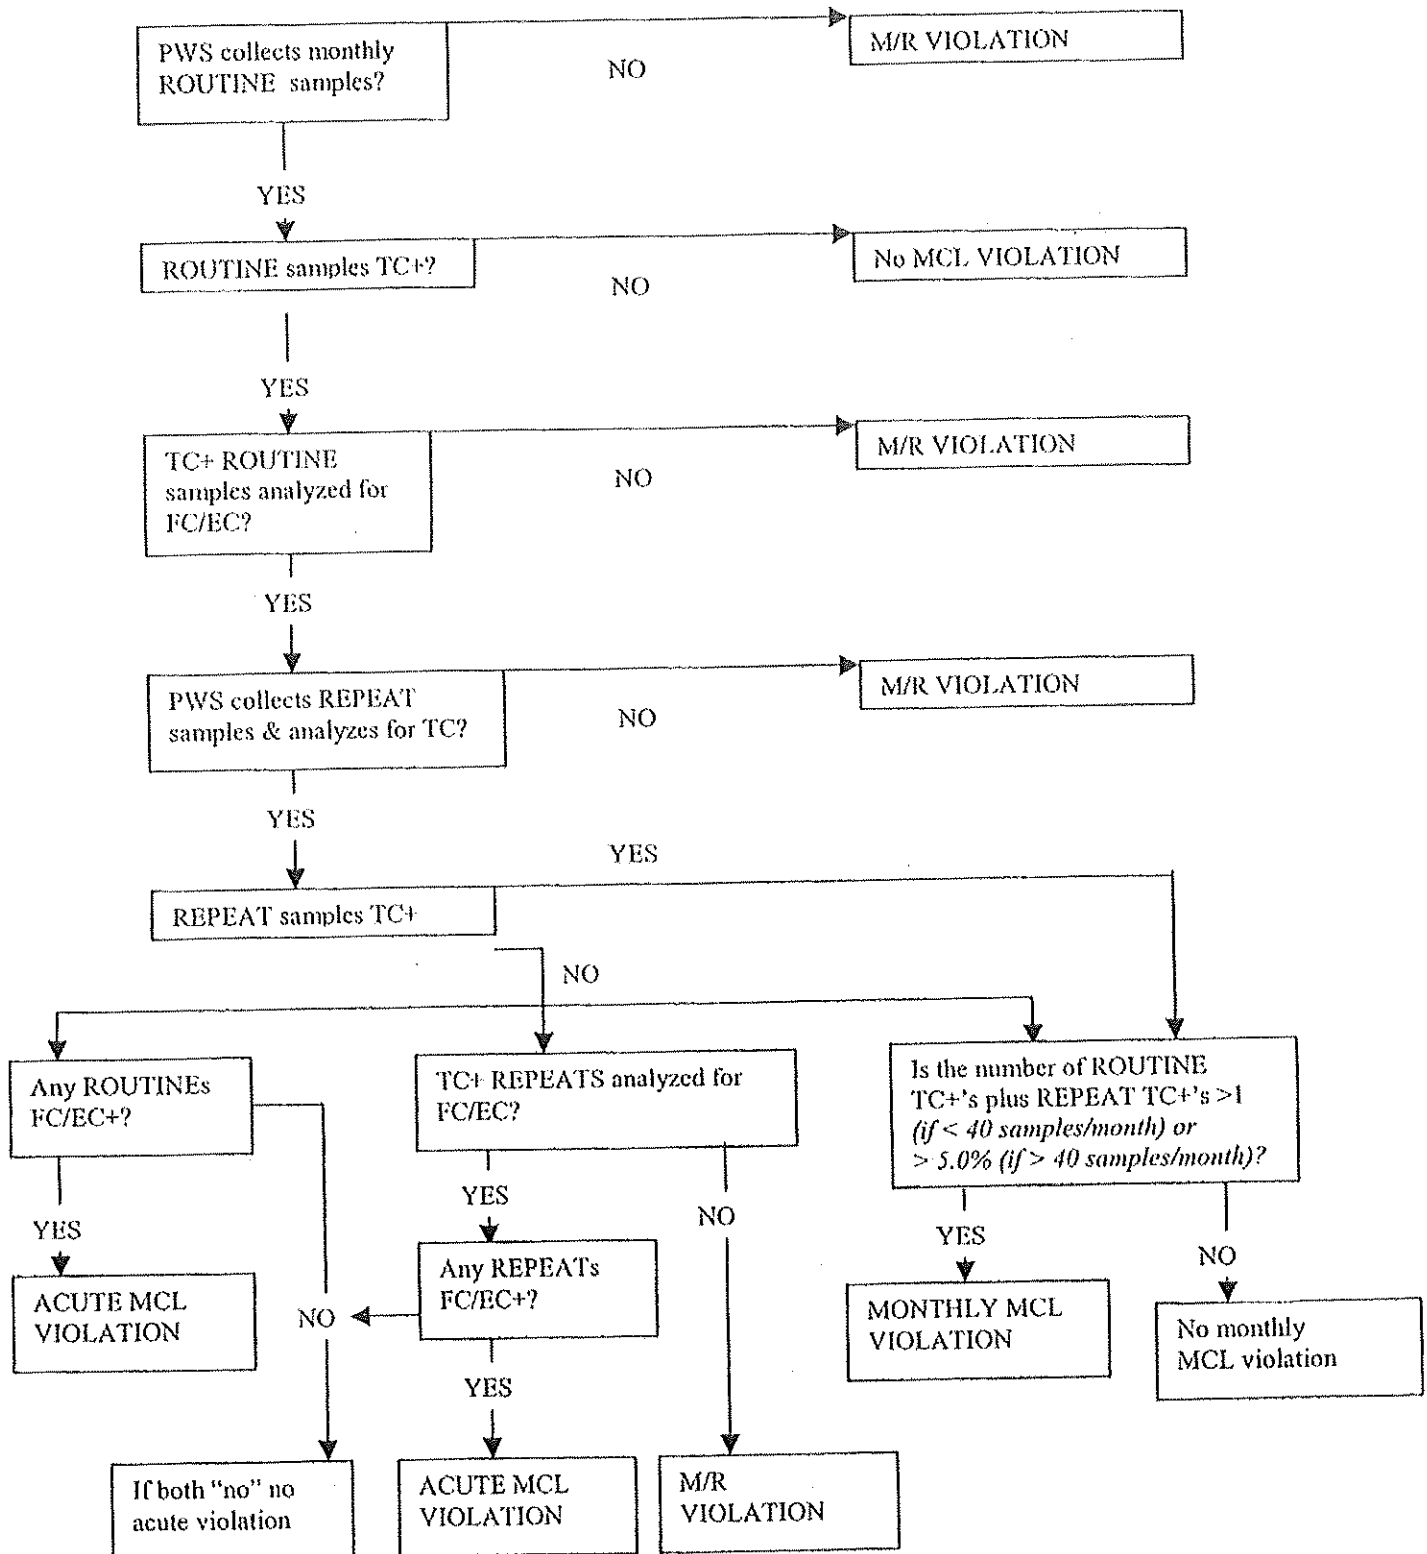 PWS collects monthly
ROUTINE samples?
NO
M/R VIOLATION
YES
ROUTINE samples TC+?
NO
No MCL VIOLATION
YES
TC+ ROUTINE
samples analyzed for
FC/EC?
NO
M/R VIOLATION
YES
PWS collects REPEAT
samples & analyzes for TC?
NO
M/R VIOLATION
YES
YES
REPEAT samples TC+
NO
Any ROUTINEs
FC/EC+?
TC+ REPEATS analyzed for
FC/EC?
Is the number of ROUTINE
TC+'s plus REPEAT TC+'s >1
(if < 40 samples/month) or
> 5.0% (if > 40 samples/month)?
YES
YES
NO
YES
NO
ACUTE MCL
VIOLATION
NO
Any REPEATs
FC/EC+?
MONTHLY MCL
VIOLATION
No monthly
MCL violation
YES
If both "no" no
acute violation
ACUTE MCL
VIOLATION
M/R
VIOLATION